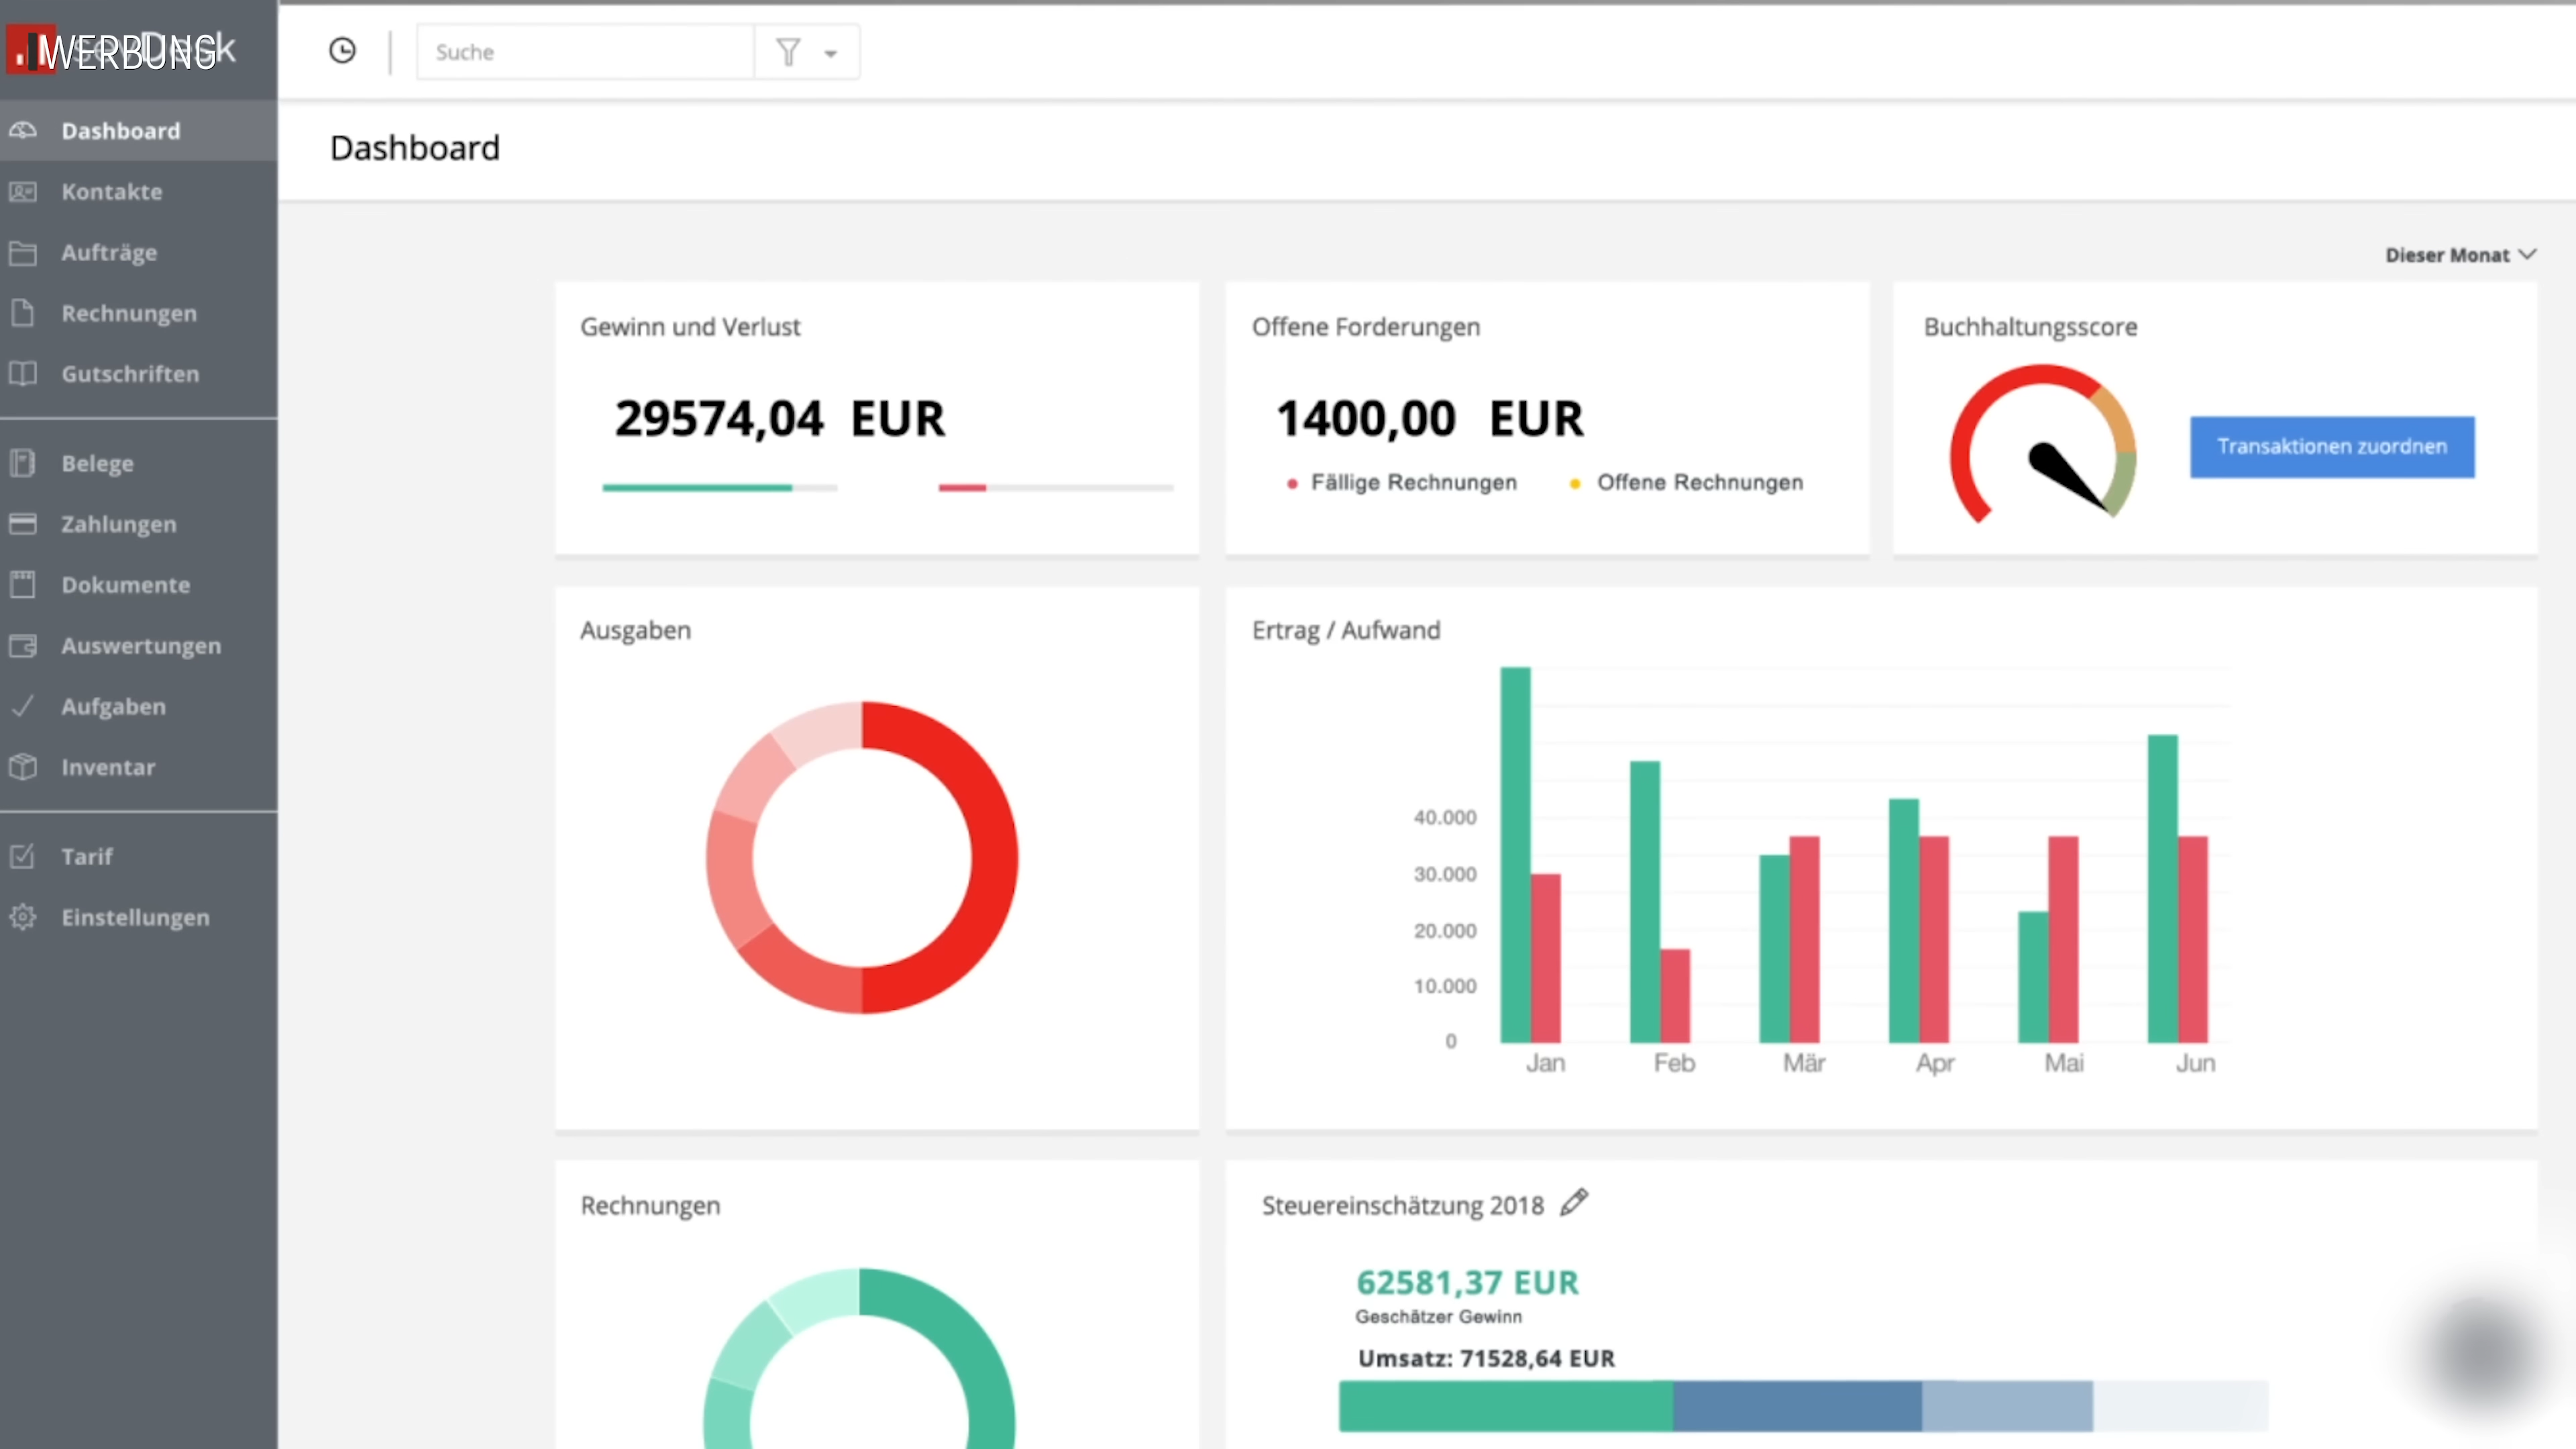 WERBUNG
sevDesk
Suche
Dashboard
Kontakte
Aufträge
Rechnungen
Gutschriften
Belege
Zahlungen
Dokumente
Auswertungen
Aufgaben
Inventar
Tarif
Einstellungen
Dashboard
Dieser Monat
Gewinn und Verlust
29574,04 EUR
Offene Forderungen
1400,00 EUR
Fällige Rechnungen
Offene Rechnungen
Buchhaltungsscore
Transaktionen zuordnen
Ausgaben
Ertrag / Aufwand
40.000
30.000
20.000
10.000
0
Jan
Feb
Mär
Apr
Mai
Jun
Rechnungen
Steuereinschätzung 2018
62581,37 EUR
Geschätzer Gewinn
Umsatz: 71528,64 EUR